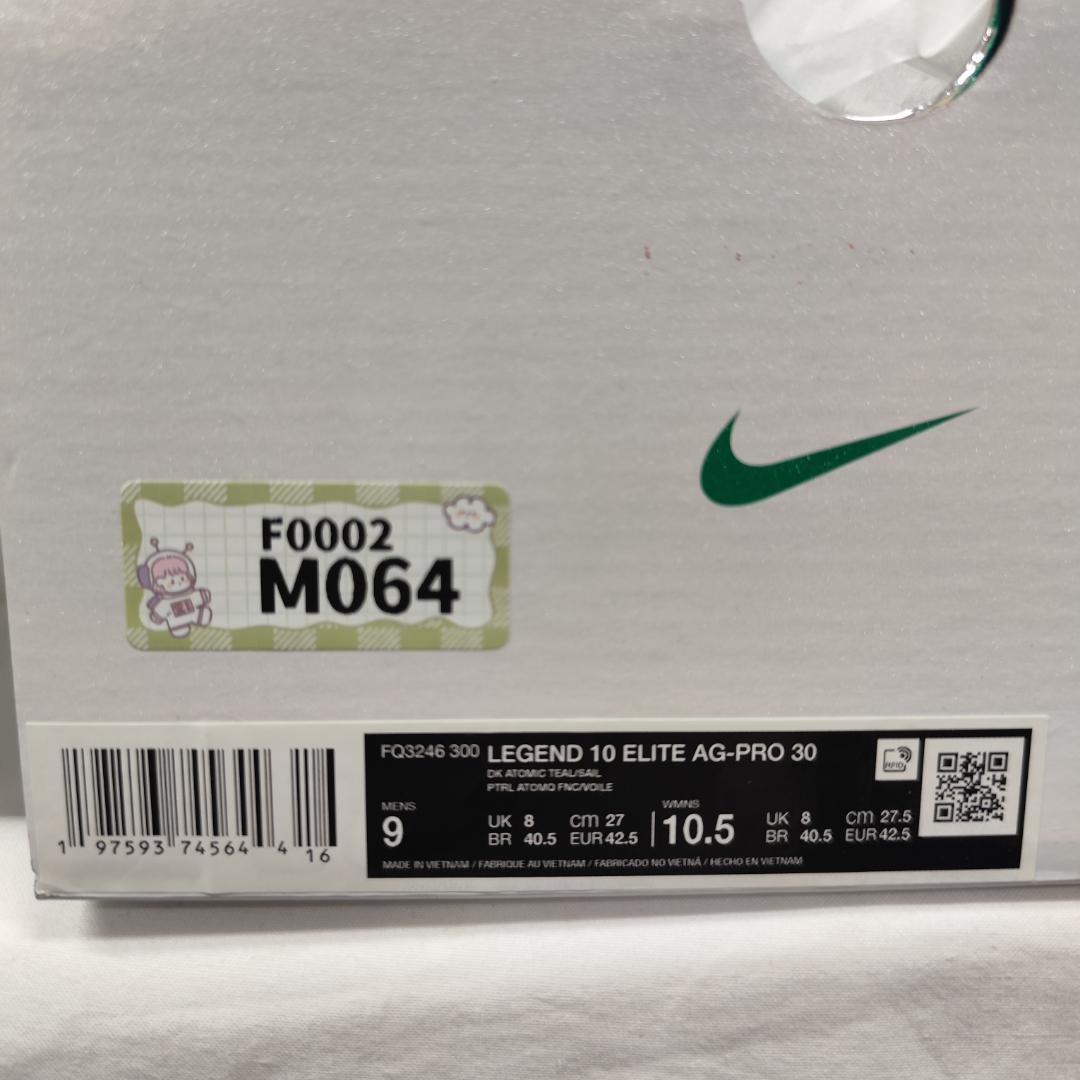 F0002
M064
FQ3246 300 LEGEND 10 ELITE AG-PRO 30
DK ATOMIC TEAL/SAIL
PTRL ATOMQ FNC/VOILE
MENS
9
UK 8 cm 27
BR 40.5 EUR 42.5
WMNS
10.5
UK 8 cm 27.5
BR 40.5 EUR 42.5
RFID
MADE IN VIETNAM / FABRIQUE AU VIETNAM / FABRICADO NO VIETNÃ / HECHO EN VIETNAM
1 97593 74564 4 16